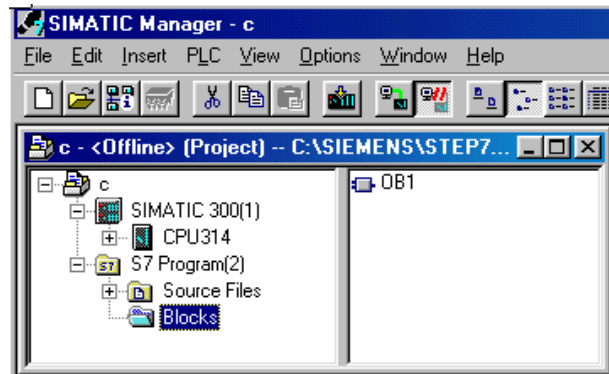 SIMATIC Manager - c
File Edit Insert PLC View Options Window Help
c - <Offline> (Project) -- C:\SIEMENS\STEP7...
c
SIMATIC 300(1)
CPU314
S7 Program(2)
Source Files
Blocks
OB1